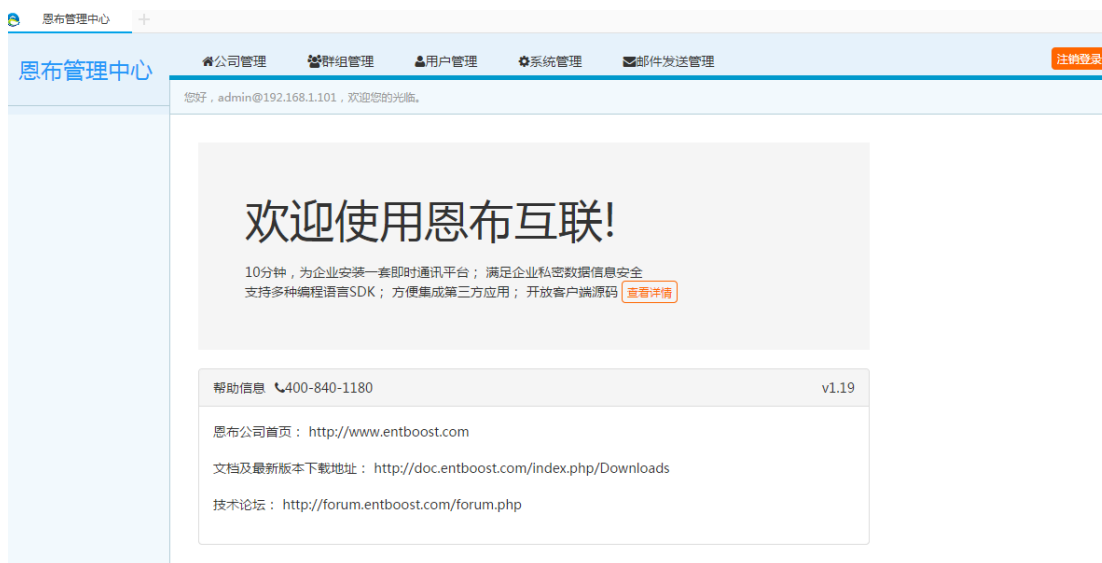 恩布管理中心
恩布管理中心
公司管理 群组管理 用户管理 系统管理 邮件发送管理 注销登录
您好，admin@192.168.1.101，欢迎您的光临。
欢迎使用恩布互联!
10分钟，为企业安装一套即时通讯平台； 满足企业私密数据信息安全
支持多种编程语言SDK； 方便集成第三方应用； 开放客户端源码 查看详情
帮助信息 400-840-1180 v1.19
恩布公司首页： http://www.entboost.com
文档及最新版本下载地址： http://doc.entboost.com/index.php/Downloads
技术论坛： http://forum.entboost.com/forum.php